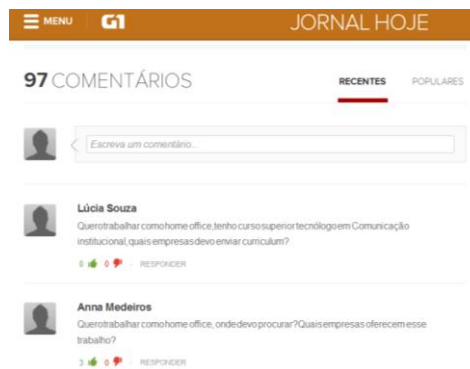 MENU G1 JORNAL HOJE
97 COMENTÁRIOS RECENTES POPULARES
Escreva um comentário...
Lúcia Souza
Quero trabalhar como home office, tenho curso superior tecnólogo em Comunicação
institucional, quais empresas devo enviar curriculum?
0 0 RESPONDER
Anna Medeiros
Quero trabalhar como home office, onde devo procurar? Quais empresas oferecem esse
trabalho?
3 0 RESPONDER